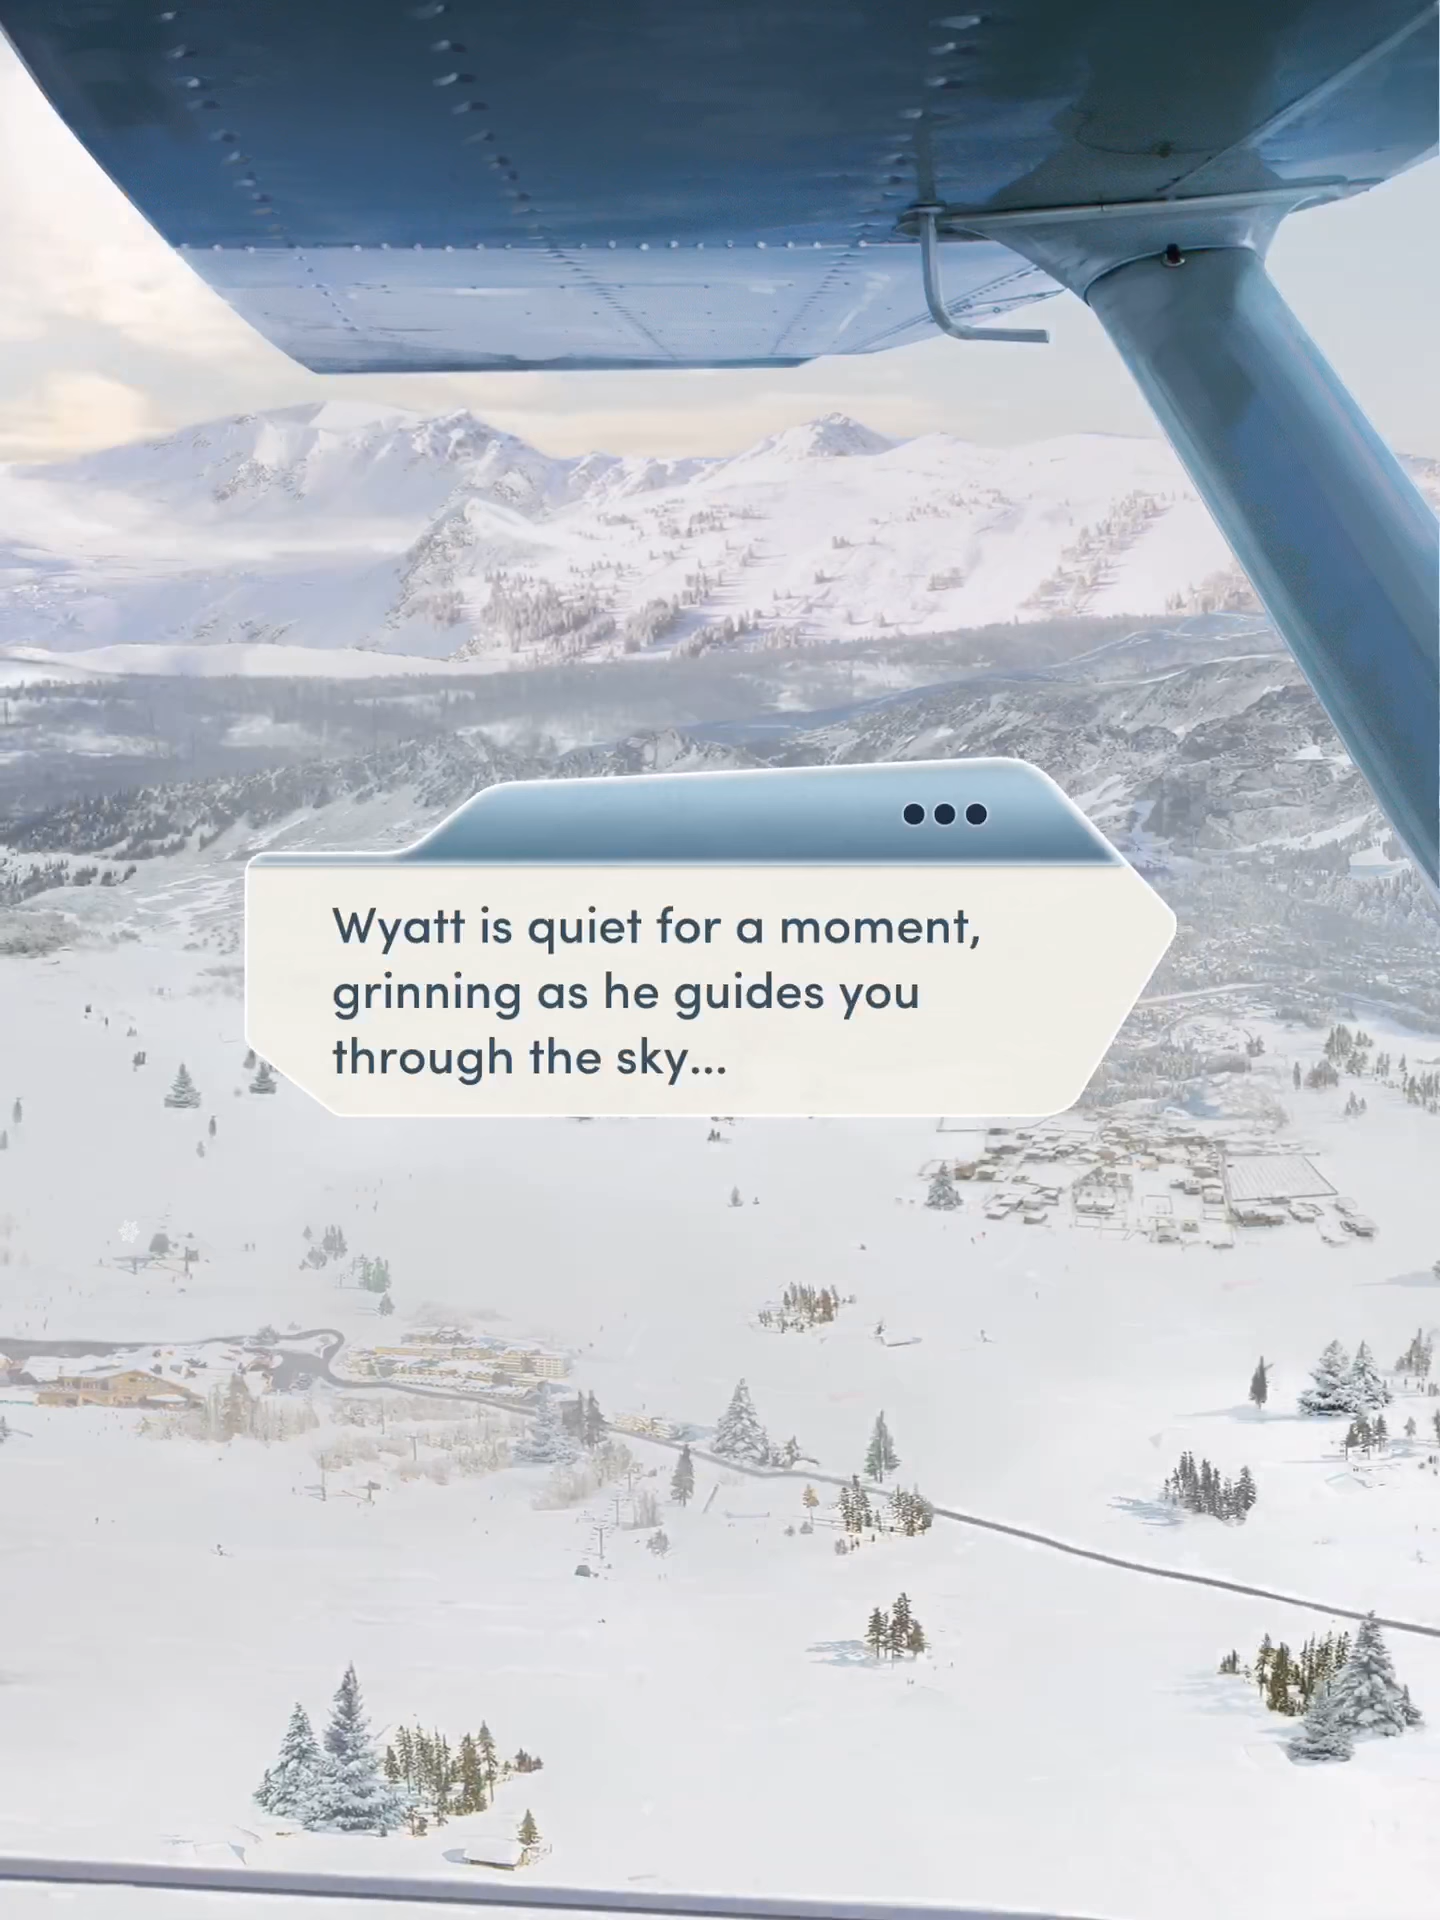 Wyatt is quiet for a moment,
grinning as he guides you
through the sky...